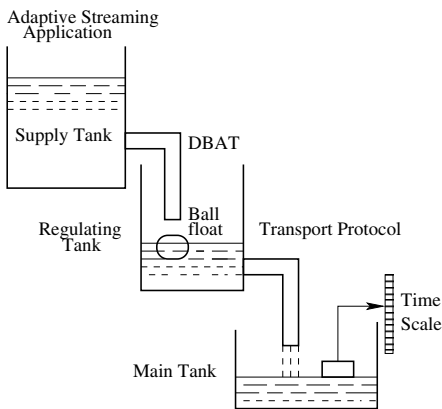 Adaptive Streaming
Application
Supply Tank
DBAT
Regulating
Tank
Ball
float
Transport Protocol
Time
Scale
Main Tank